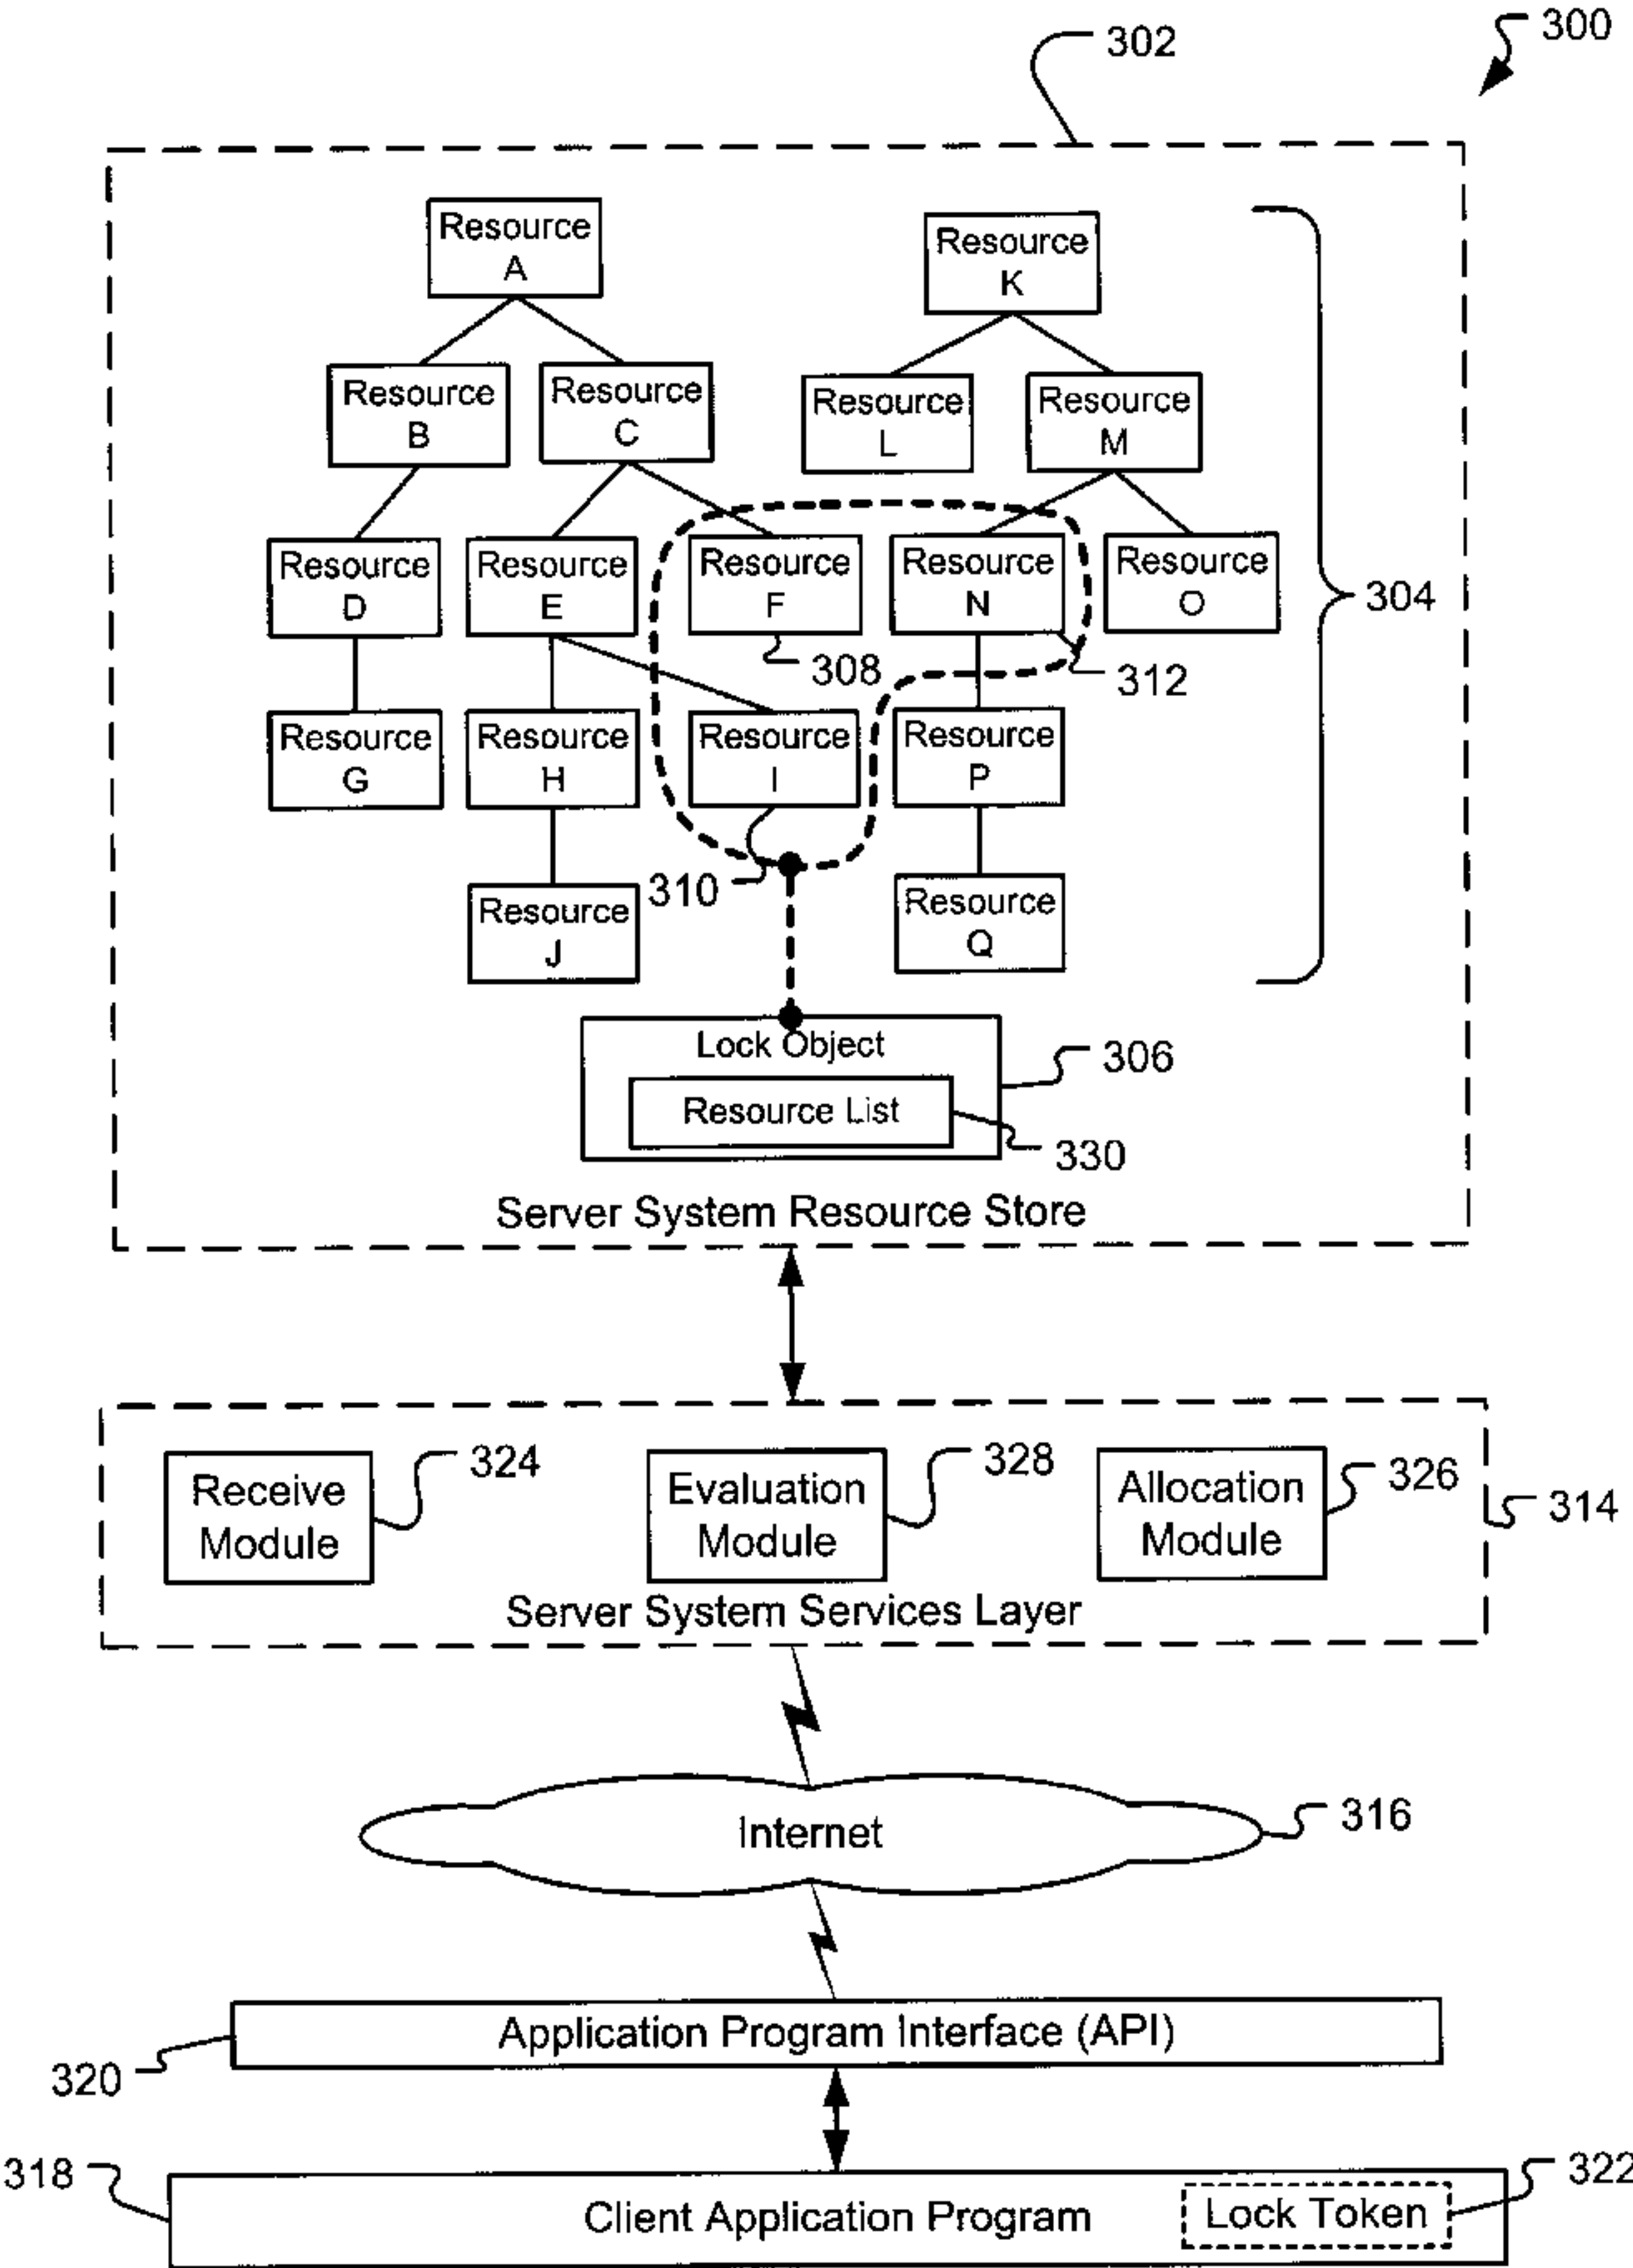 300
302
Resource
A
Resource
K
Resource
B
Resource
C
Resource
L
Resource
M
Resource
D
Resource
E
Resource
F
Resource
N
Resource
O
304
308
312
Resource
G
Resource
H
Resource
I
Resource
P
310
Resource
J
Resource
Q
Lock Object
306
Resource List
330
Server System Resource Store
Receive
Module
324
Evaluation
Module
328
Allocation
Module
326
314
Server System Services Layer
Internet
316
Application Program Interface (API)
320
318
Client Application Program
Lock Token
322